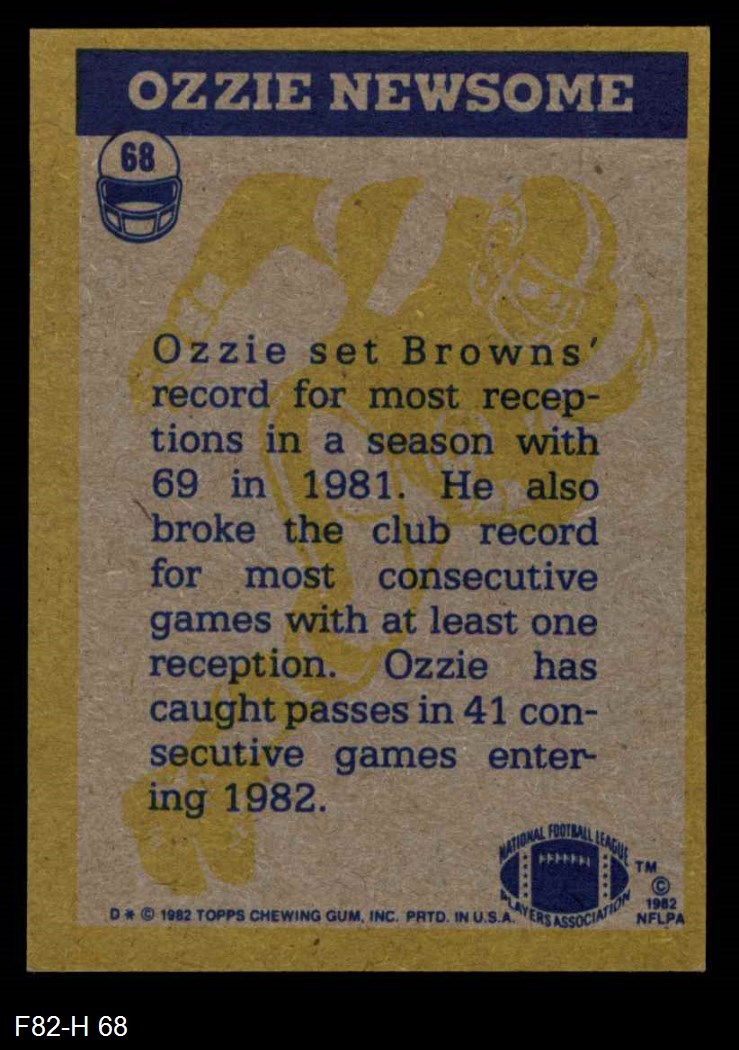 OZZIE NEWSOME
68
Ozzie set Browns'
record for most recep-
tions in a season with
69 in 1981. He also
broke the club record
for most consecutive
games with at least one
reception. Ozzie has
caught passes in 41 con-
secutive games enter-
ing 1982.
NATIONAL FOOTBALL LEAGUE
PLAYERS ASSOCIATION
TM
©
1982
NFLPA
D * © 1982 TOPPS CHEWING GUM, INC. PRTD. IN U.S.A.
F82-H 68